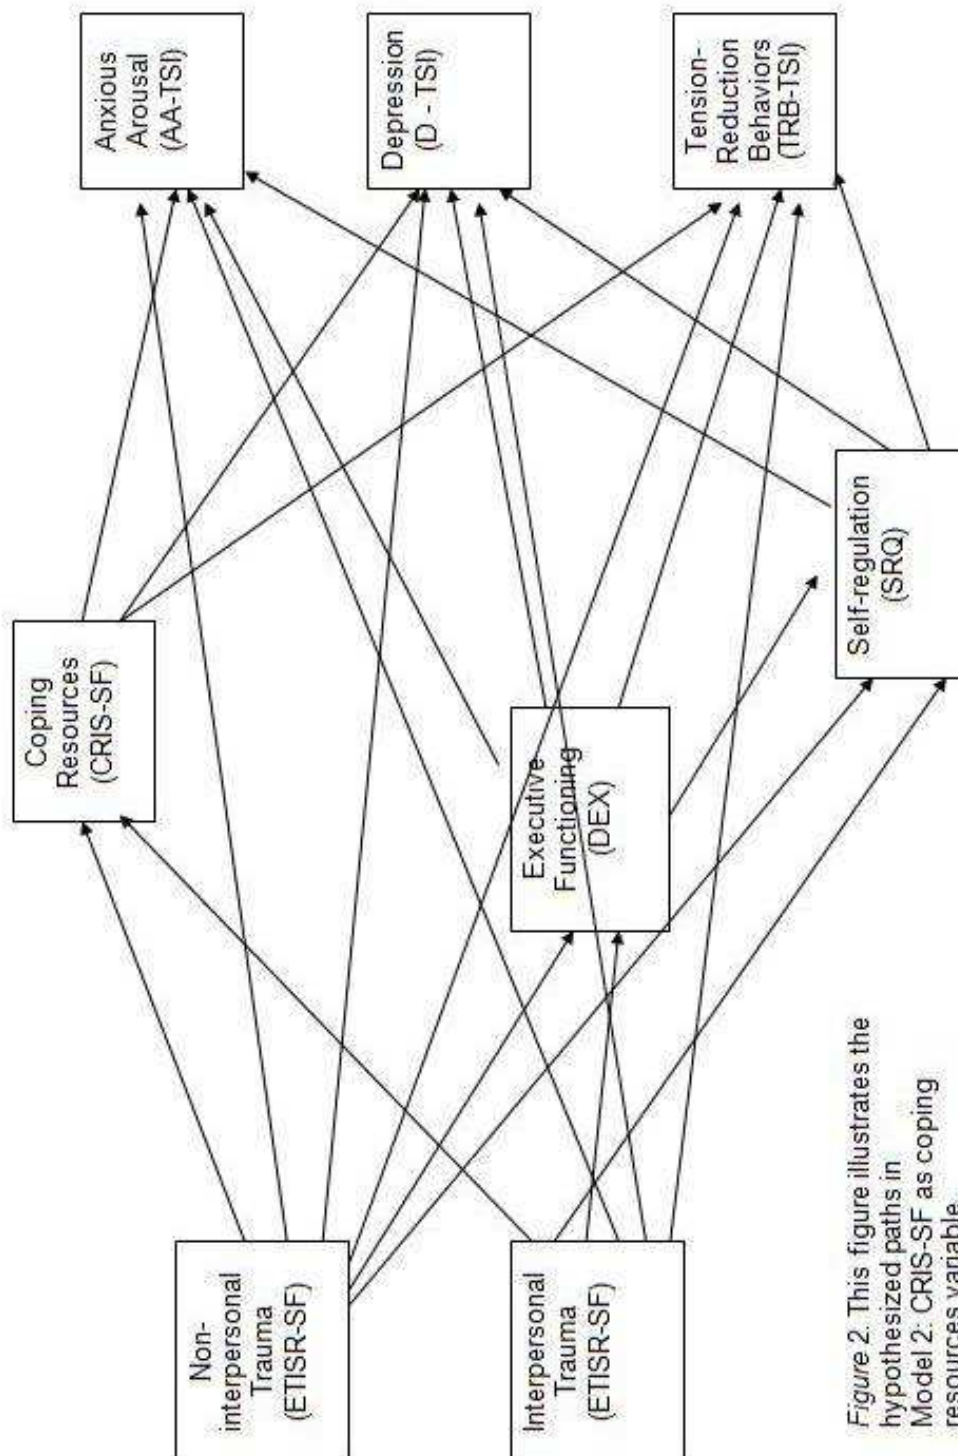 Non-
interpersonal
Trauma
(ETISR-SF)
Interpersonal
Trauma
(ETISR-SF)
Coping
Resources
(CRIS-SF)
Executive
Functioning
(DEX)
Self-regulation
(SRQ)
Anxious
Arousal
(AA-TSI)
Depression
(D - TSI)
Tension-
Reduction
Behaviors
(TRB-TSI)
Figure 2. This figure illustrates the
hypothesized paths in
Model 2: CRIS-SF as coping
resources variable.